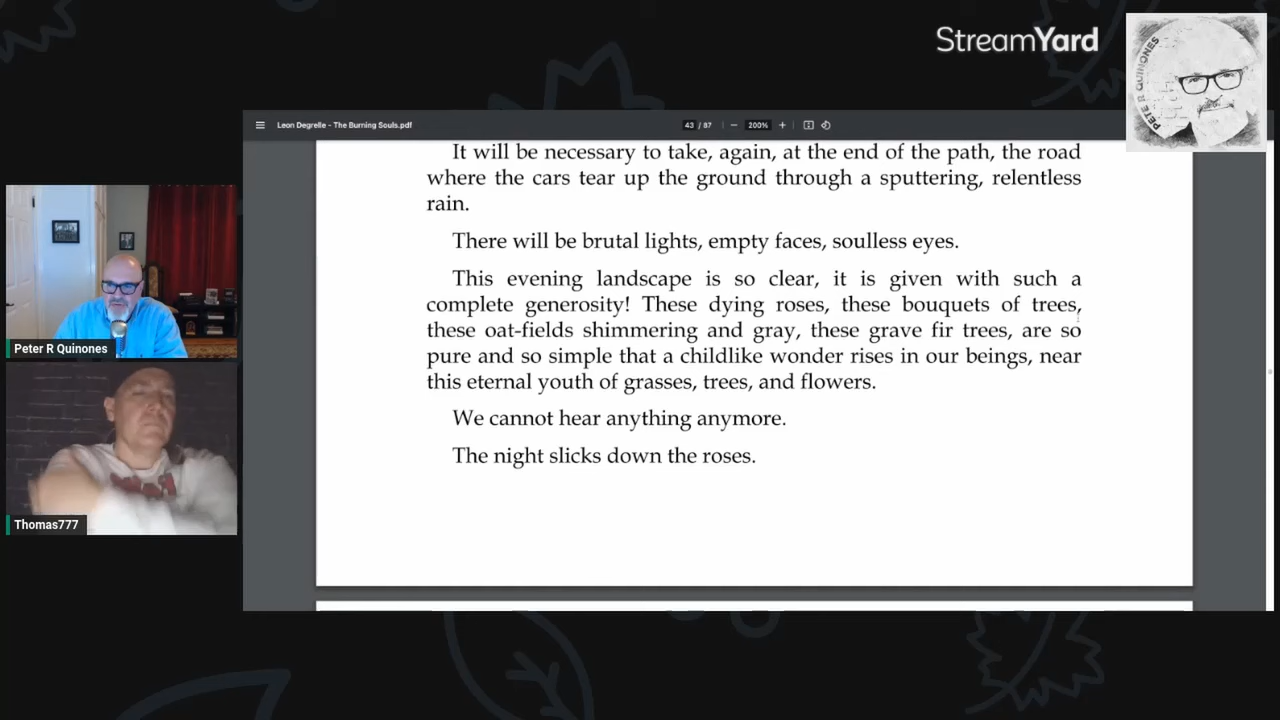 StreamYard
PETER R QUINONES
Leon Degrelle - The Burning Souls.pdf
43 / 87
200%
It will be necessary to take, again, at the end of the path, the road
where the cars tear up the ground through a sputtering, relentless
rain.
There will be brutal lights, empty faces, soulless eyes.
This evening landscape is so clear, it is given with such a
complete generosity! These dying roses, these bouquets of trees,
these oat-fields shimmering and gray, these grave fir trees, are so
pure and so simple that a childlike wonder rises in our beings, near
this eternal youth of grasses, trees, and flowers.
We cannot hear anything anymore.
The night slicks down the roses.
Peter R Quinones
Thomas777